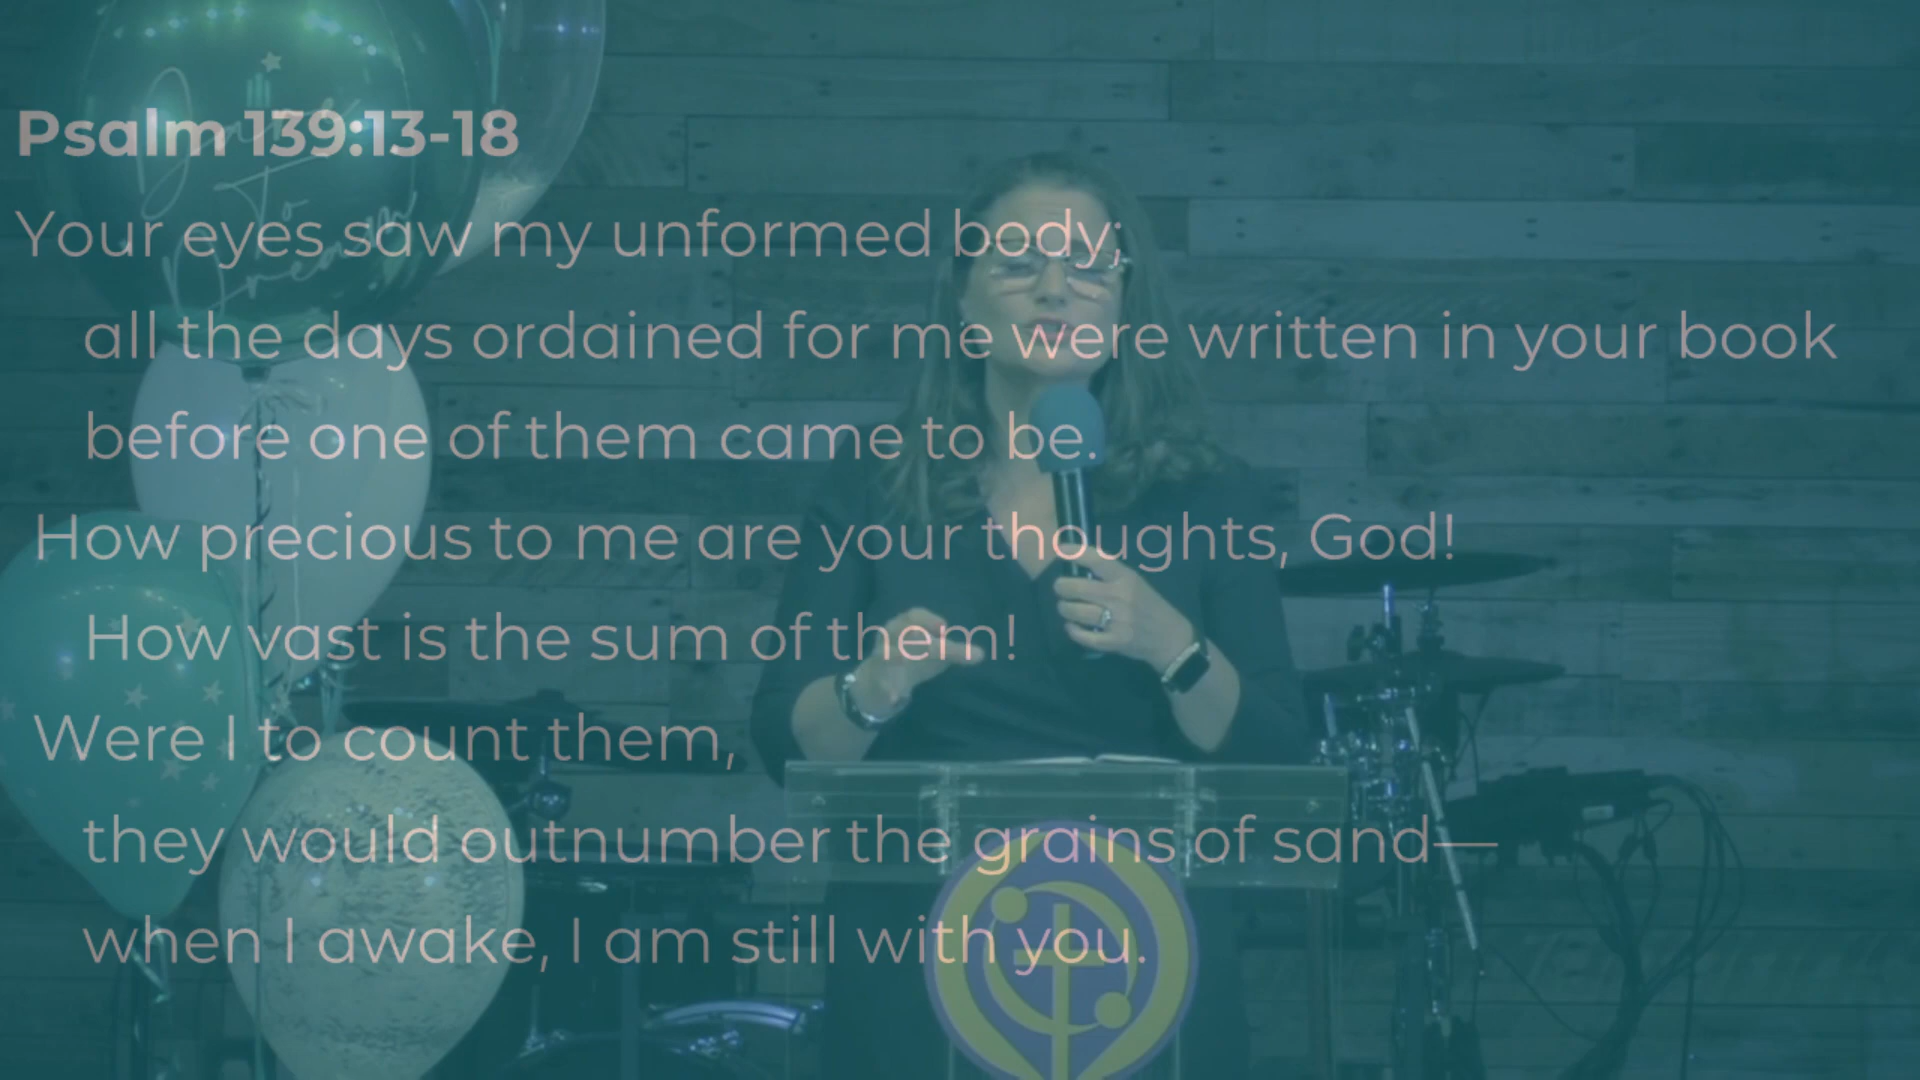 Psalm 139:13-18
Your eyes saw my unformed body;
all the days ordained for me were written in your book
before one of them came to be.
How precious to me are your thoughts, God!
How vast is the sum of them!
Were I to count them,
they would outnumber the grains of sand—
when I awake, I am still with you.
Dare
To
Dream